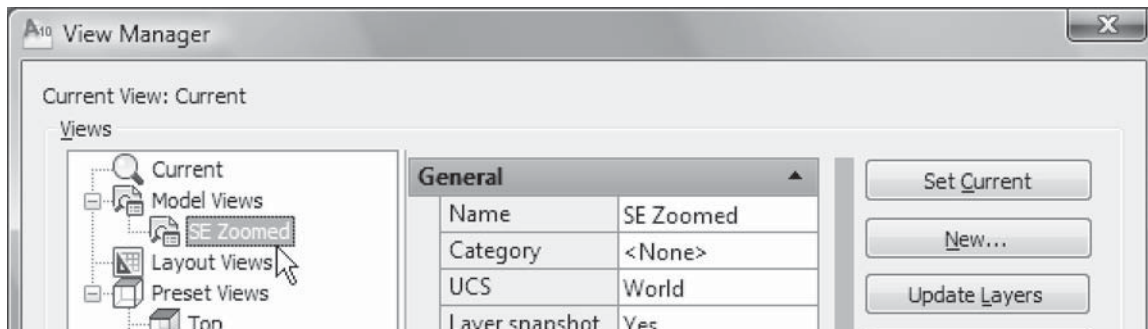 A10 View Manager
Current View: Current
Views
Current
Model Views
SE Zoomed
Layout Views
Preset Views
Top
General
Name SE Zoomed
Category <None>
UCS World
Layer snapshot Yes
Set Current
New...
Update Layers